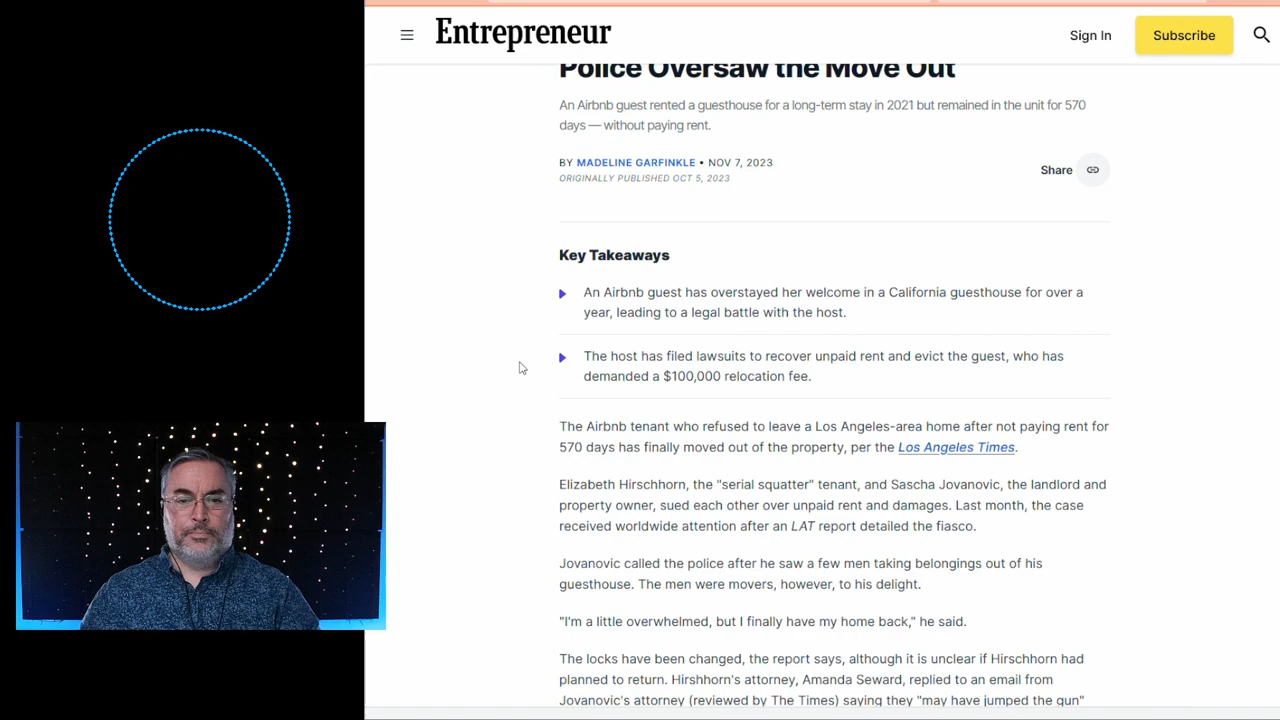 Entrepreneur
Sign In
Subscribe
Police Oversaw the Move Out
An Airbnb guest rented a guesthouse for a long-term stay in 2021 but remained in the unit for 570
days — without paying rent.
BY MADELINE GARFINKLE • NOV 7, 2023
ORIGINALLY PUBLISHED OCT 5, 2023
Share
Key Takeaways
An Airbnb guest has overstayed her welcome in a California guesthouse for over a
year, leading to a legal battle with the host.
The host has filed lawsuits to recover unpaid rent and evict the guest, who has
demanded a $100,000 relocation fee.
The Airbnb tenant who refused to leave a Los Angeles-area home after not paying rent for
570 days has finally moved out of the property, per the Los Angeles Times.
Elizabeth Hirschhorn, the "serial squatter" tenant, and Sascha Jovanovic, the landlord and
property owner, sued each other over unpaid rent and damages. Last month, the case
received worldwide attention after an LAT report detailed the fiasco.
Jovanovic called the police after he saw a few men taking belongings out of his
guesthouse. The men were movers, however, to his delight.
"I'm a little overwhelmed, but I finally have my home back," he said.
The locks have been changed, the report says, although it is unclear if Hirschhorn had
planned to return. Hirshhorn's attorney, Amanda Seward, replied to an email from
Jovanovic's attorney (reviewed by The Times) saying they "may have jumped the gun"